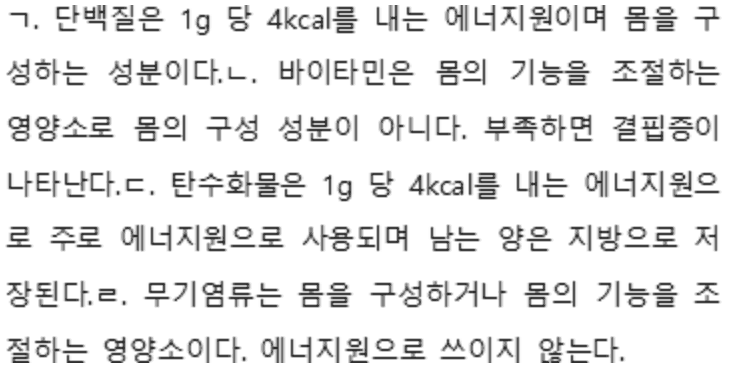 ㄱ. 단백질은 1g 당 4kcal를 내는 에너지원이며 몸을 구
성하는 성분이다.ㄴ. 바이타민은 몸의 기능을 조절하는
영양소로 몸의 구성 성분이 아니다. 부족하면 결핍증이
나타난다.ㄷ. 탄수화물은 1g 당 4kcal를 내는 에너지원으
로 주로 에너지원으로 사용되며 남는 양은 지방으로 저
장된다.ㄹ. 무기염류는 몸을 구성하거나 몸의 기능을 조
절하는 영양소이다. 에너지원으로 쓰이지 않는다.